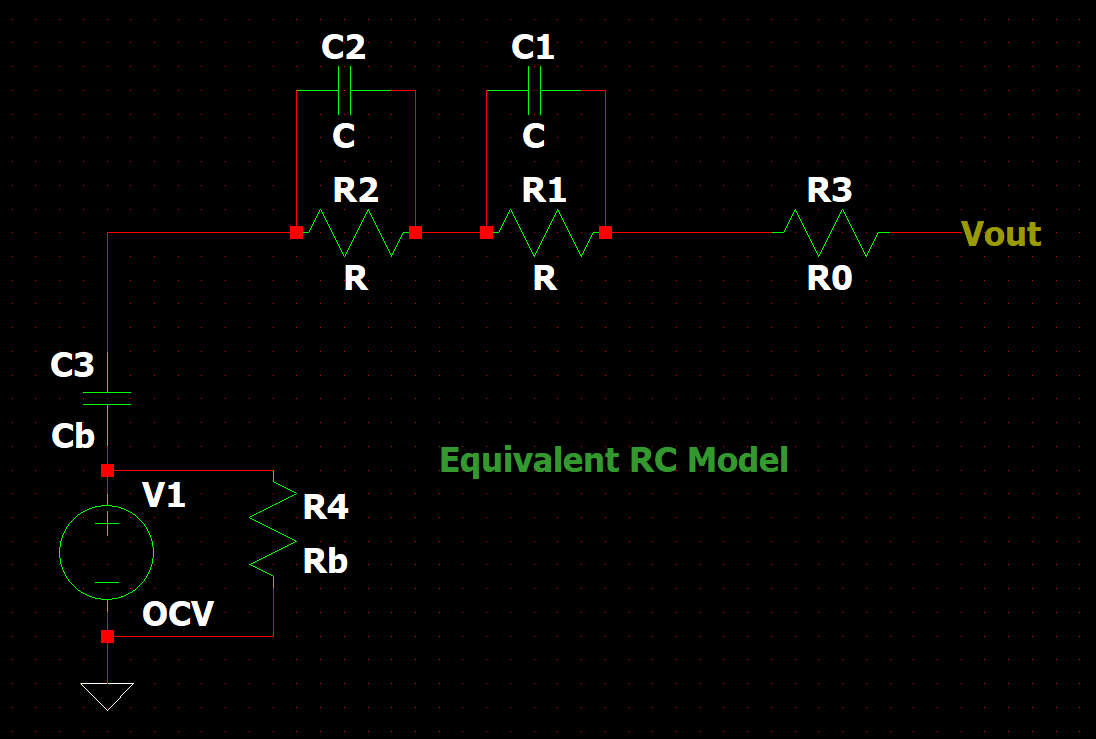 C2
C1
C
C
R2
R1
R3
Vout
R
R
R0
C3
Cb
Equivalent RC Model
V1
R4
Rb
OCV